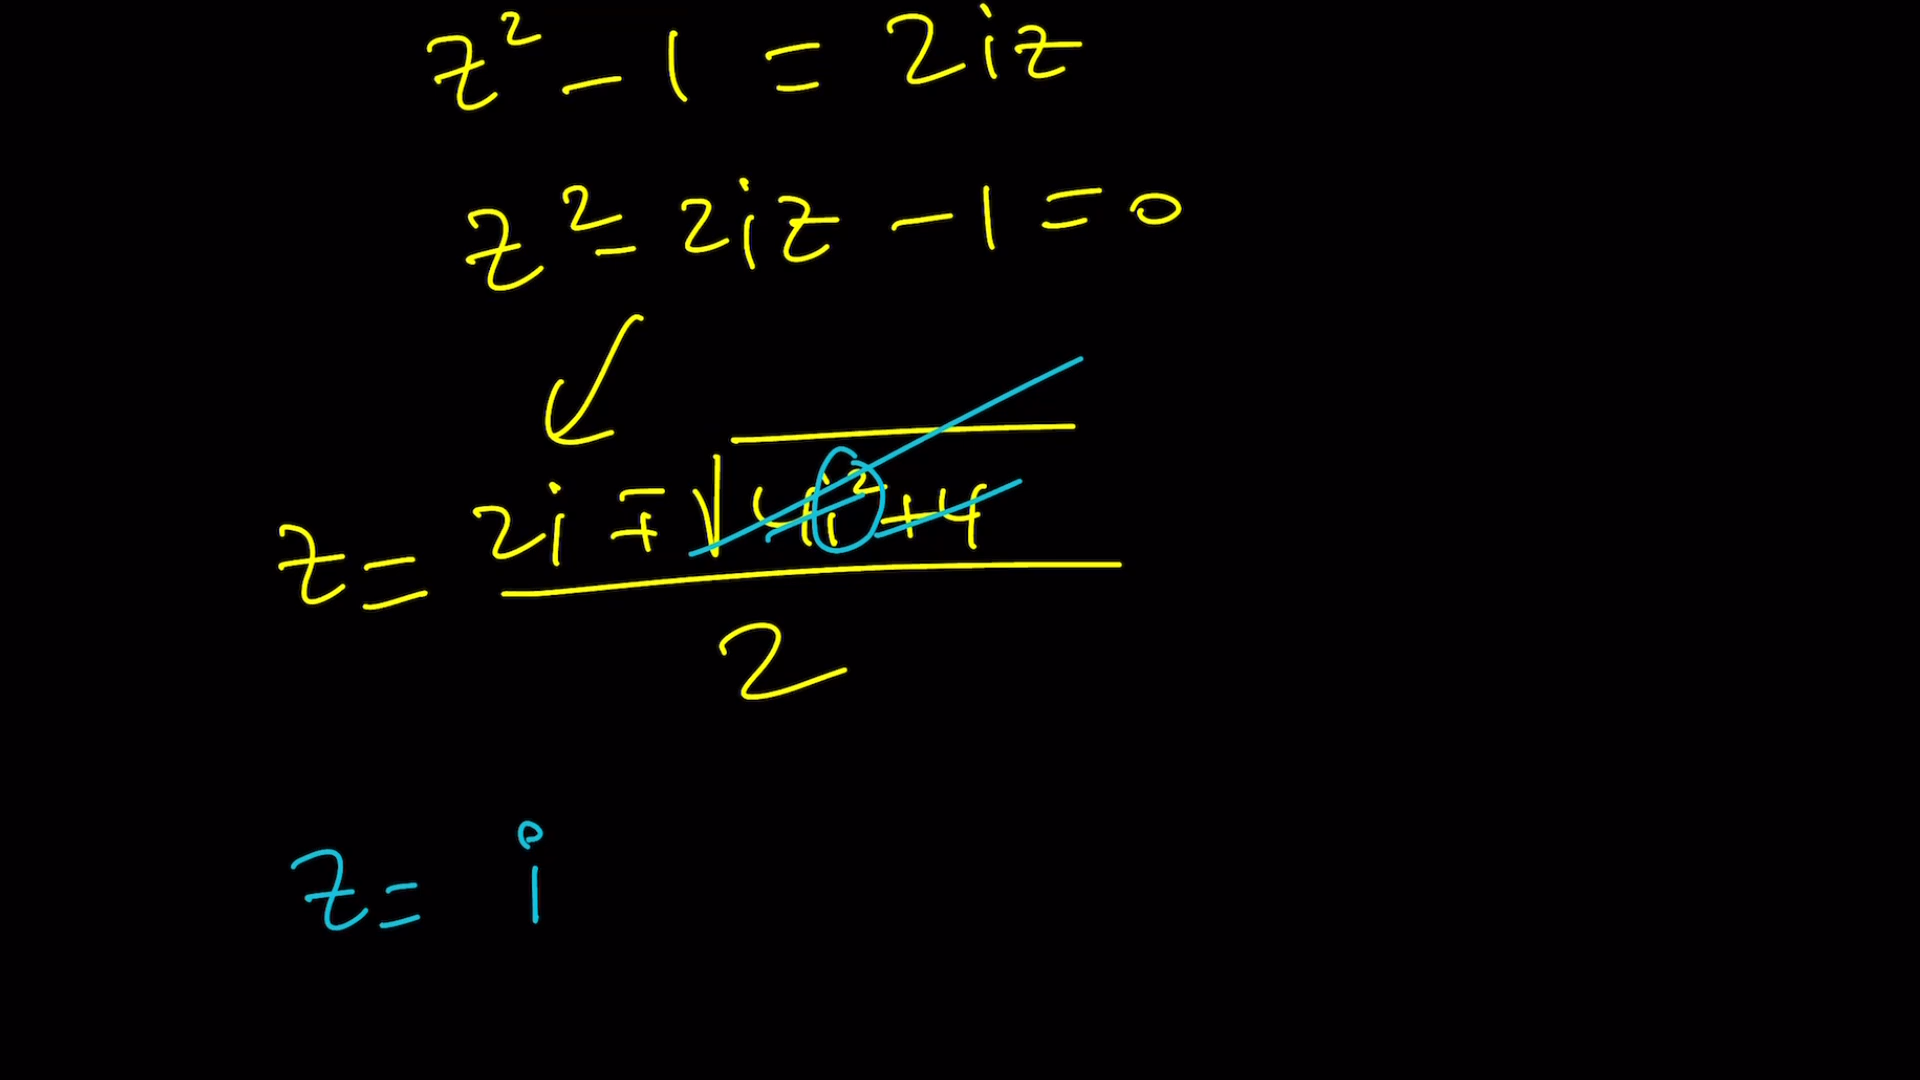 z² - 1 = 2iz
z² - 2iz - 1 = 0
z = (2i ∓ √(4i² + 4)) / 2
z = i